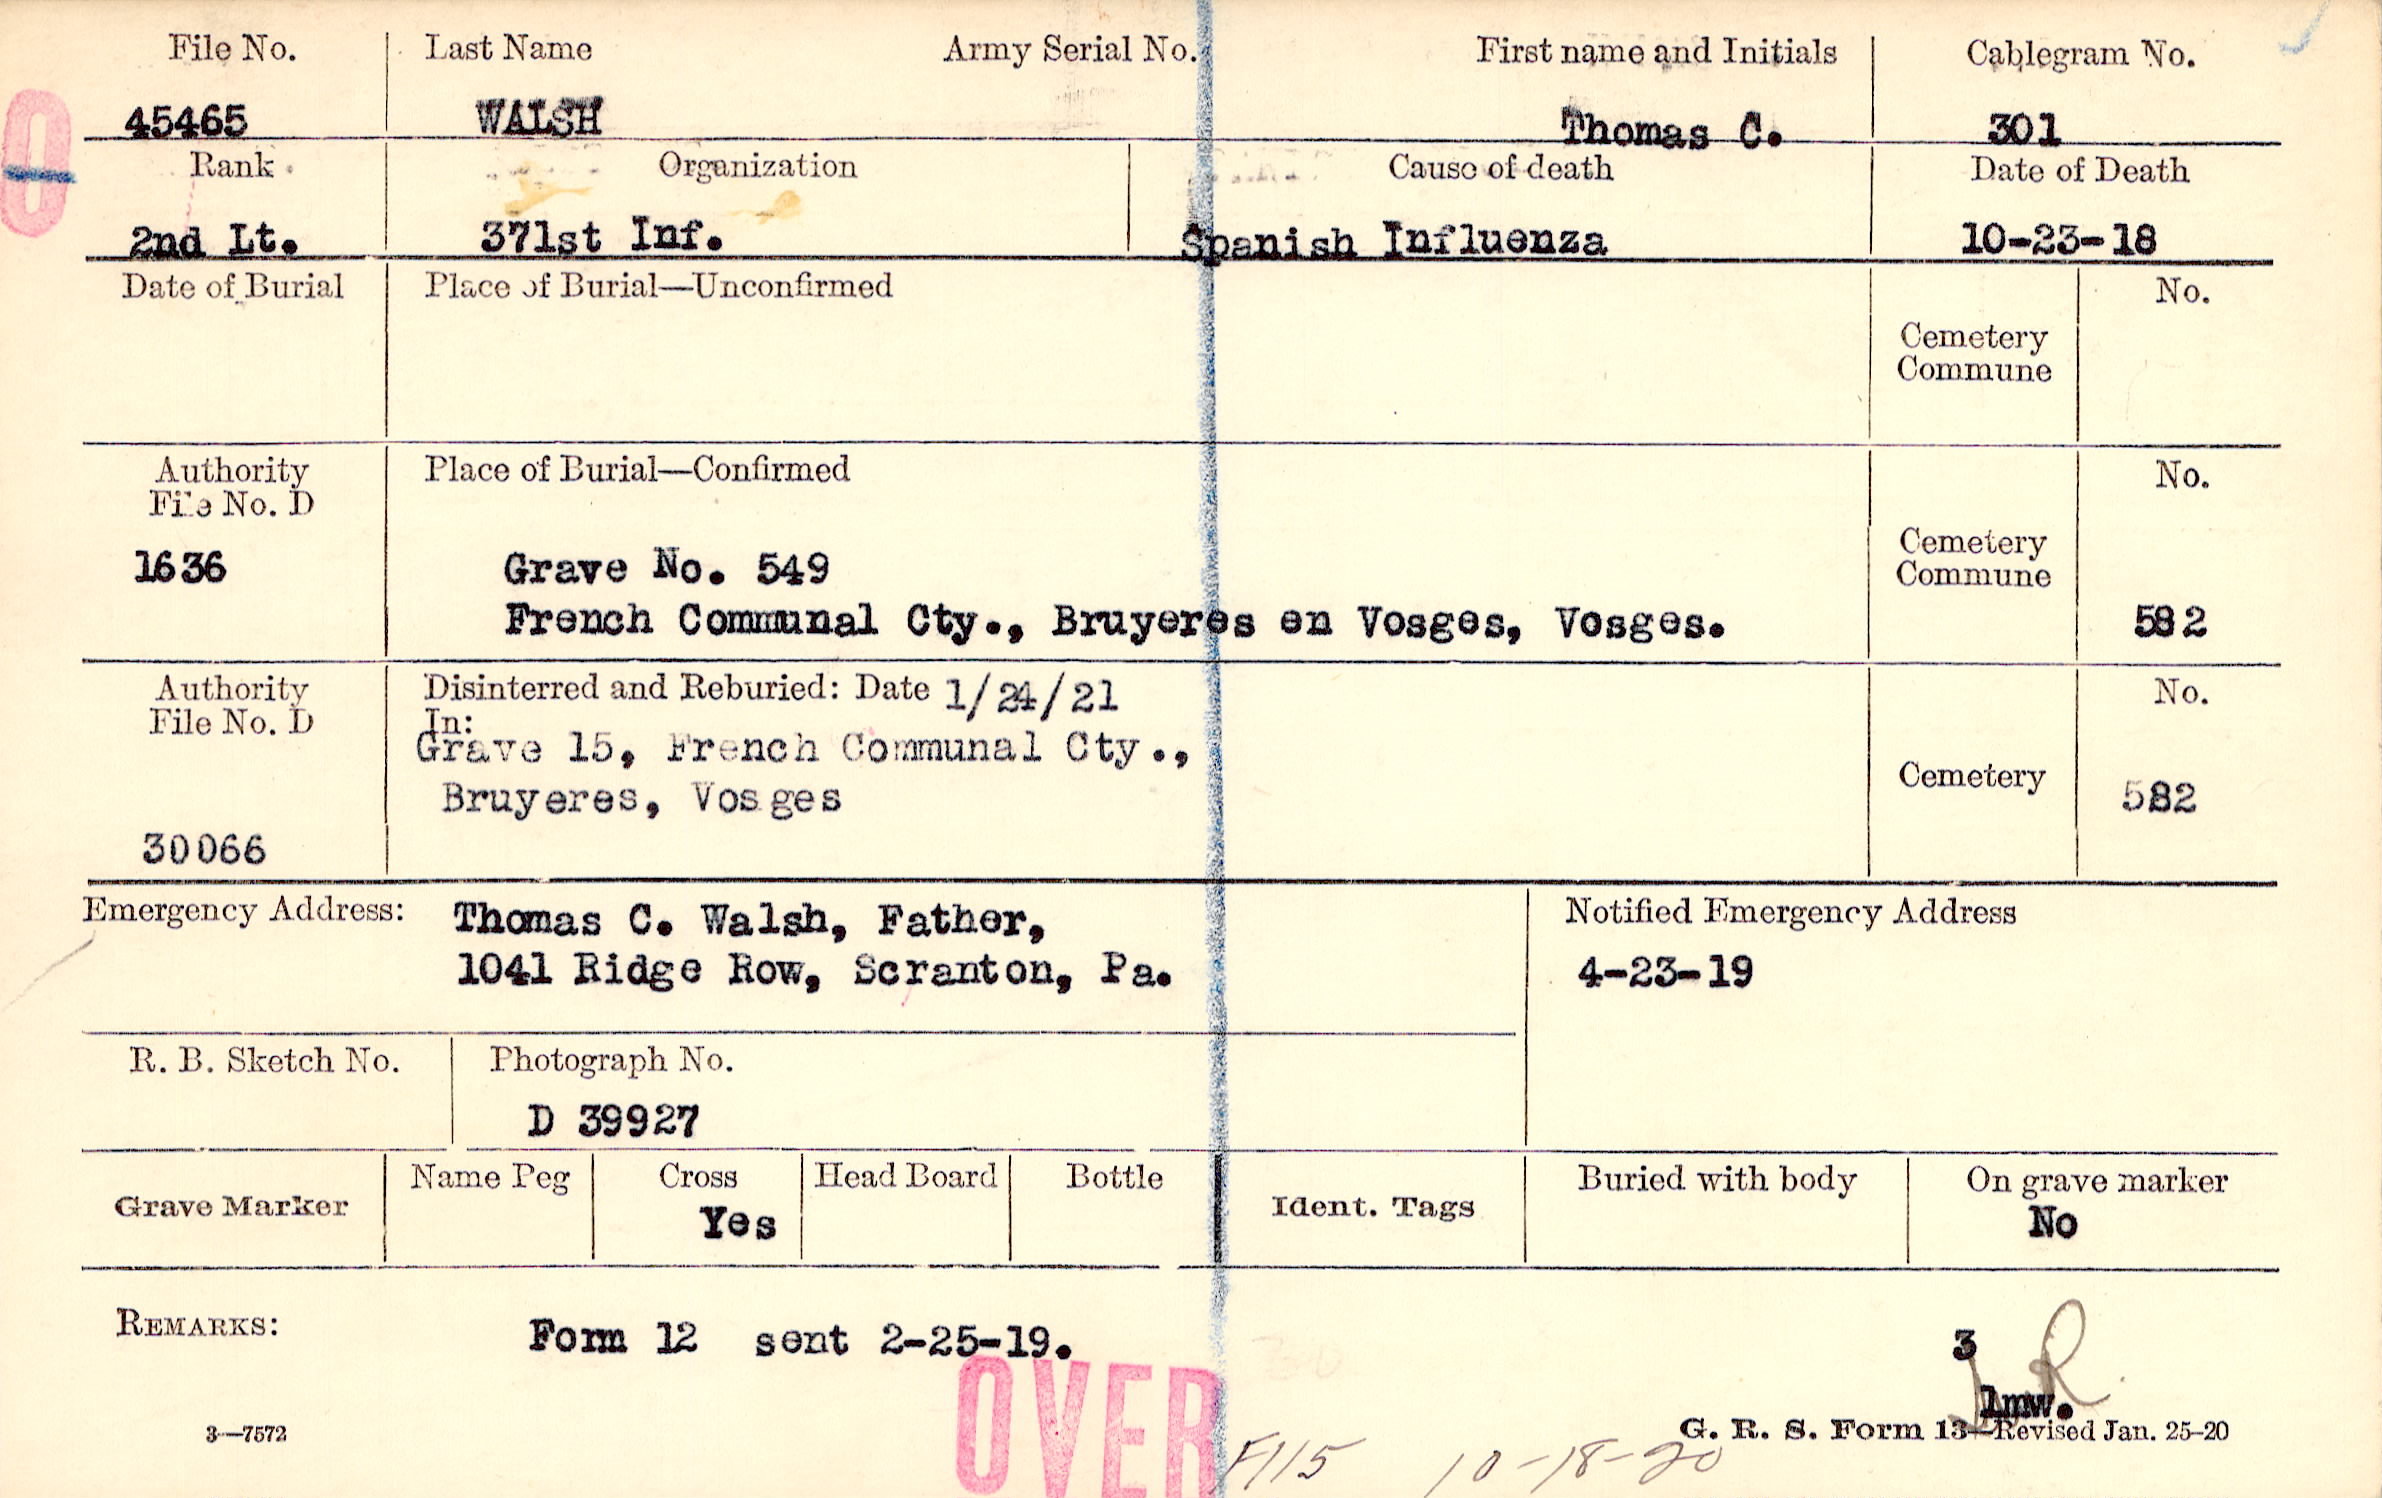 File No. Last Name Army Serial No. First name and Initials Cablegram No.
45465 WALSH Thomas C. 301
Rank Organization Cause of death Date of Death
2nd Lt. 371st Inf. Spanish Influenza 10-23-18
Date of Burial Place of Burial—Unconfirmed No.
Cemetery
Commune
Authority Place of Burial—Confirmed No.
File No. D
Cemetery
1636 Grave No. 549 Commune
French Communal Cty., Bruyeres en Vosges, Vosges. 582
Authority Disinterred and Reburied: Date 1/24/21 No.
File No. D In:
Grave 15, French Communal Cty.,
Cemetery
Bruyeres, Vosges 582
30066
Emergency Address: Thomas C. Walsh, Father, Notified Emergency Address
1041 Ridge Row, Scranton, Pa. 4-23-19
R. B. Sketch No. Photograph No.
D 39927
Grave Marker Name Peg Cross Head Board Bottle Ident. Tags Buried with body On grave marker
Yes No
REMARKS: Form 12 sent 2-25-19. 3
lmw.
OVER
3—7572 G. R. S. Form 13—Revised Jan. 25-20
10-18-20